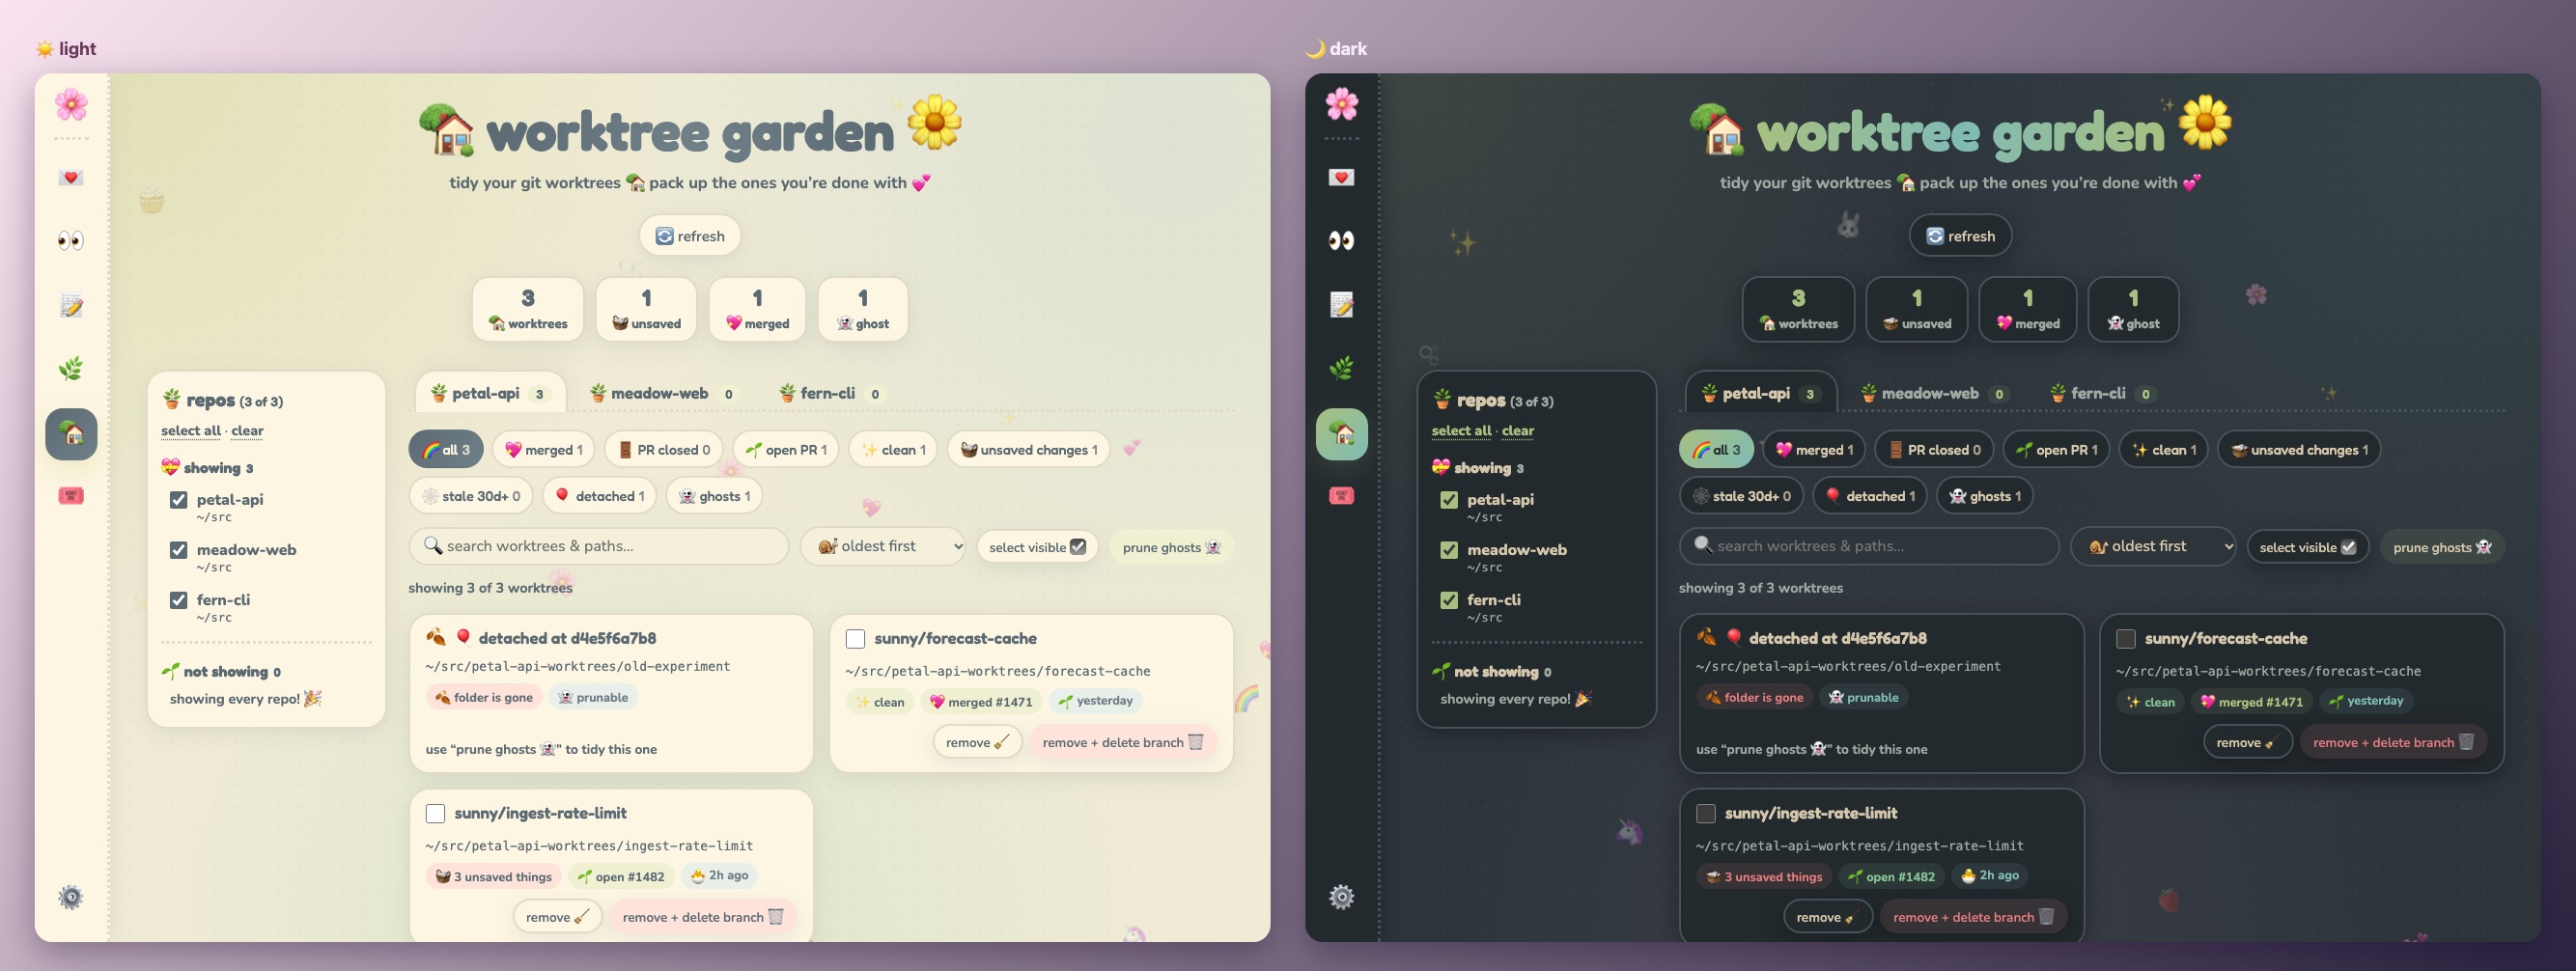 light
worktree garden
tidy your git worktrees pack up the ones you're done with
refresh
3 worktrees
1 unsaved
1 merged
1 ghost
repos (3 of 3)
select all · clear
showing 3
petal-api
~/src
meadow-web
~/src
fern-cli
~/src
not showing 0
showing every repo!
petal-api 3 meadow-web 0 fern-cli 0
all 3 merged 1 PR closed 0 open PR 1 clean 1 unsaved changes 1
stale 30d+ 0 detached 1 ghosts 1
search worktrees & paths... oldest first select visible prune ghosts
showing 3 of 3 worktrees
detached at d4e5f6a7b8
~/src/petal-api-worktrees/old-experiment
folder is gone prunable
use “prune ghosts ” to tidy this one
sunny/forecast-cache
~/src/petal-api-worktrees/forecast-cache
clean merged #1471 yesterday
remove remove + delete branch
sunny/ingest-rate-limit
~/src/petal-api-worktrees/ingest-rate-limit
3 unsaved things open #1482 2h ago
remove remove + delete branch
dark
worktree garden
tidy your git worktrees pack up the ones you're done with
refresh
3 worktrees
1 unsaved
1 merged
1 ghost
repos (3 of 3)
select all · clear
showing 3
petal-api
~/src
meadow-web
~/src
fern-cli
~/src
not showing 0
showing every repo!
petal-api 3 meadow-web 0 fern-cli 0
all 3 merged 1 PR closed 0 open PR 1 clean 1 unsaved changes 1
stale 30d+ 0 detached 1 ghosts 1
search worktrees & paths... oldest first select visible prune ghosts
showing 3 of 3 worktrees
detached at d4e5f6a7b8
~/src/petal-api-worktrees/old-experiment
folder is gone prunable
use “prune ghosts ” to tidy this one
sunny/forecast-cache
~/src/petal-api-worktrees/forecast-cache
clean merged #1471 yesterday
remove remove + delete branch
sunny/ingest-rate-limit
~/src/petal-api-worktrees/ingest-rate-limit
3 unsaved things open #1482 2h ago
remove remove + delete branch